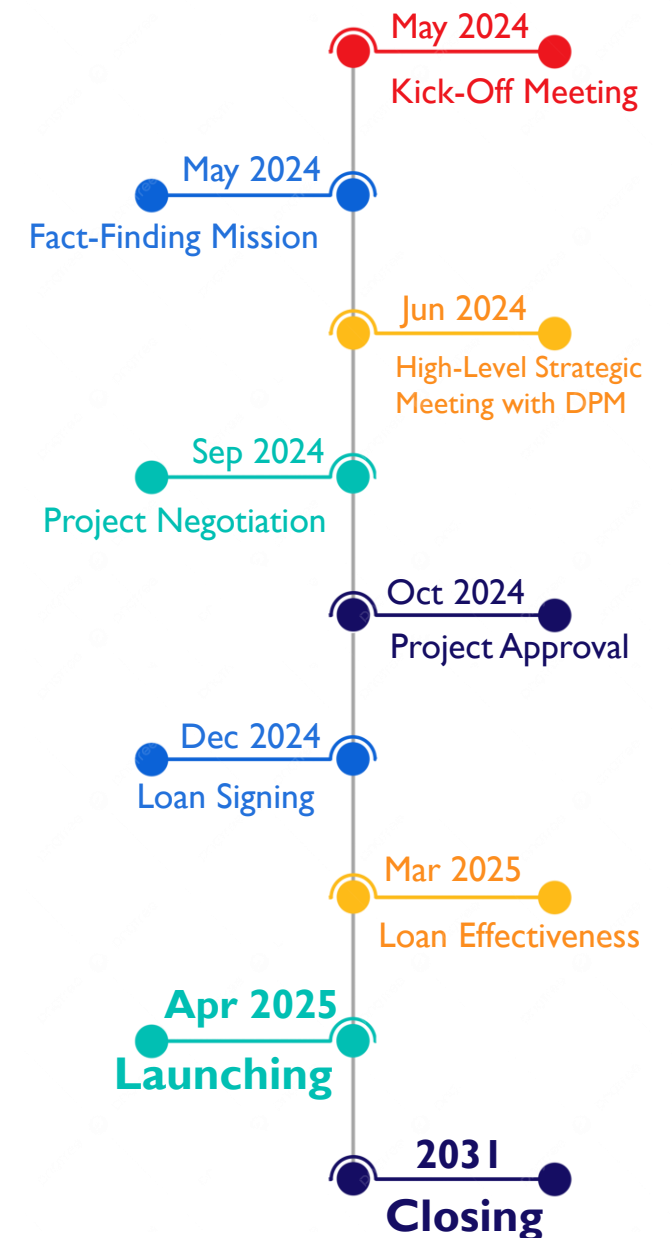 May 2024
Kick-Off Meeting
May 2024
Fact-Finding Mission
Jun 2024
High-Level Strategic
Meeting with DPM
Sep 2024
Project Negotiation
Oct 2024
Project Approval
Dec 2024
Loan Signing
Mar 2025
Loan Effectiveness
Apr 2025
Launching
2031
Closing